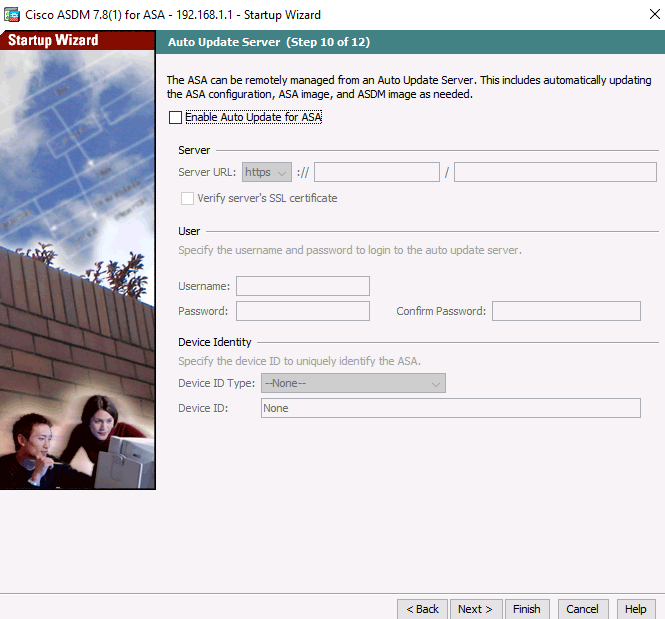 Cisco ASDM 7.8(1) for ASA - 192.168.1.1 - Startup Wizard
Startup Wizard
Auto Update Server (Step 10 of 12)
The ASA can be remotely managed from an Auto Update Server. This includes automatically updating
the ASA configuration, ASA image, and ASDM image as needed.
Enable Auto Update for ASA
Server
Server URL: https :// /
Verify server's SSL certificate
User
Specify the username and password to login to the auto update server.
Username:
Password: Confirm Password:
Device Identity
Specify the device ID to uniquely identify the ASA.
Device ID Type: --None--
Device ID: None
< Back Next > Finish Cancel Help